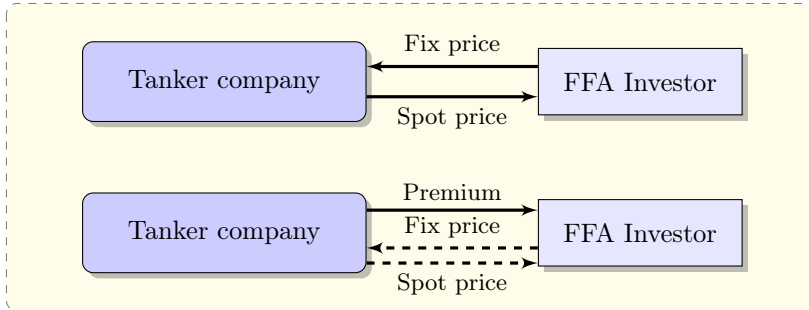 Fix price
Tanker company
FFA Investor
Spot price
Premium
Tanker company
Fix price
FFA Investor
Spot price